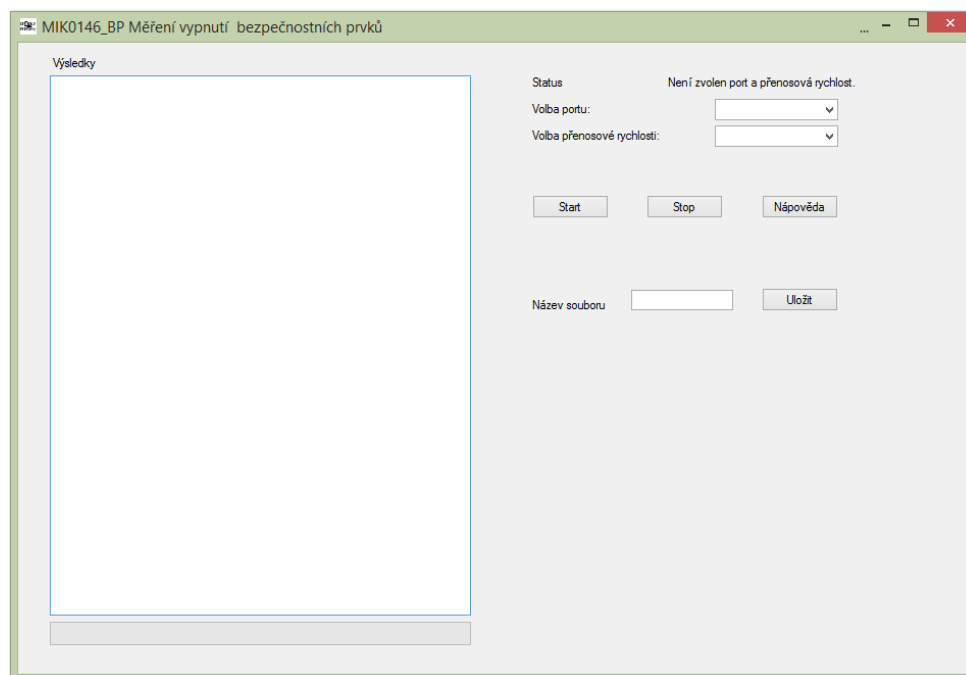 MIK0146_BP Měření vypnutí  bezpečnostních prvků
...
Výsledky
Status
Není zvolen port a přenosová rychlost.
Volba portu:
Volba přenosové rychlosti:
Start
Stop
Nápověda
Název souboru
Uložit